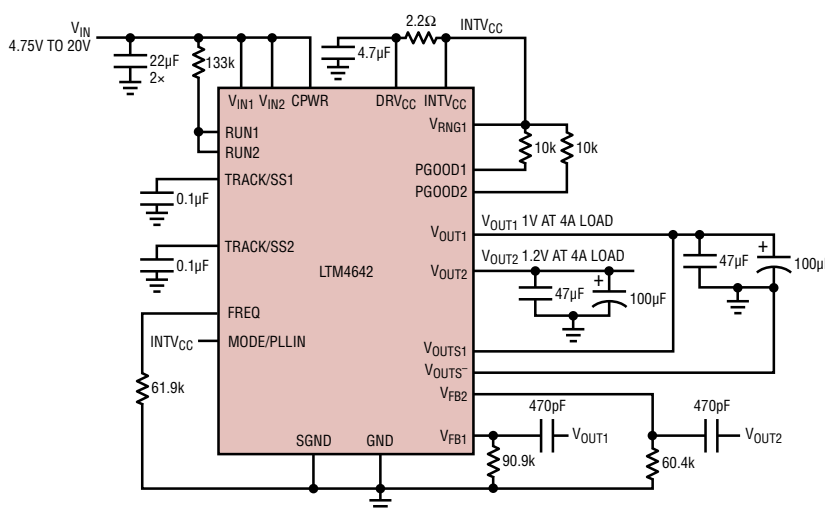 2.2Ω
INTVCC
VIN
4.75V TO 20V
22µF
2×
133k
4.7µF
VIN1 VIN2 CPWR DRVCC INTVCC
VRNG1
RUN1
RUN2
10k 10k
PGOOD1
PGOOD2
TRACK/SS1
0.1µF
VOUT1
VOUT1 1V AT 4A LOAD
TRACK/SS2
0.1µF
LTM4642
VOUT2
VOUT2 1.2V AT 4A LOAD
47µF
100µF
47µF
100µ
FREQ
INTVCC
MODE/PLLIN
61.9k
VOUTS1
VOUTS–
VFB2
470pF
470pF
SGND GND
VFB1
VOUT1
VOUT2
90.9k
60.4k